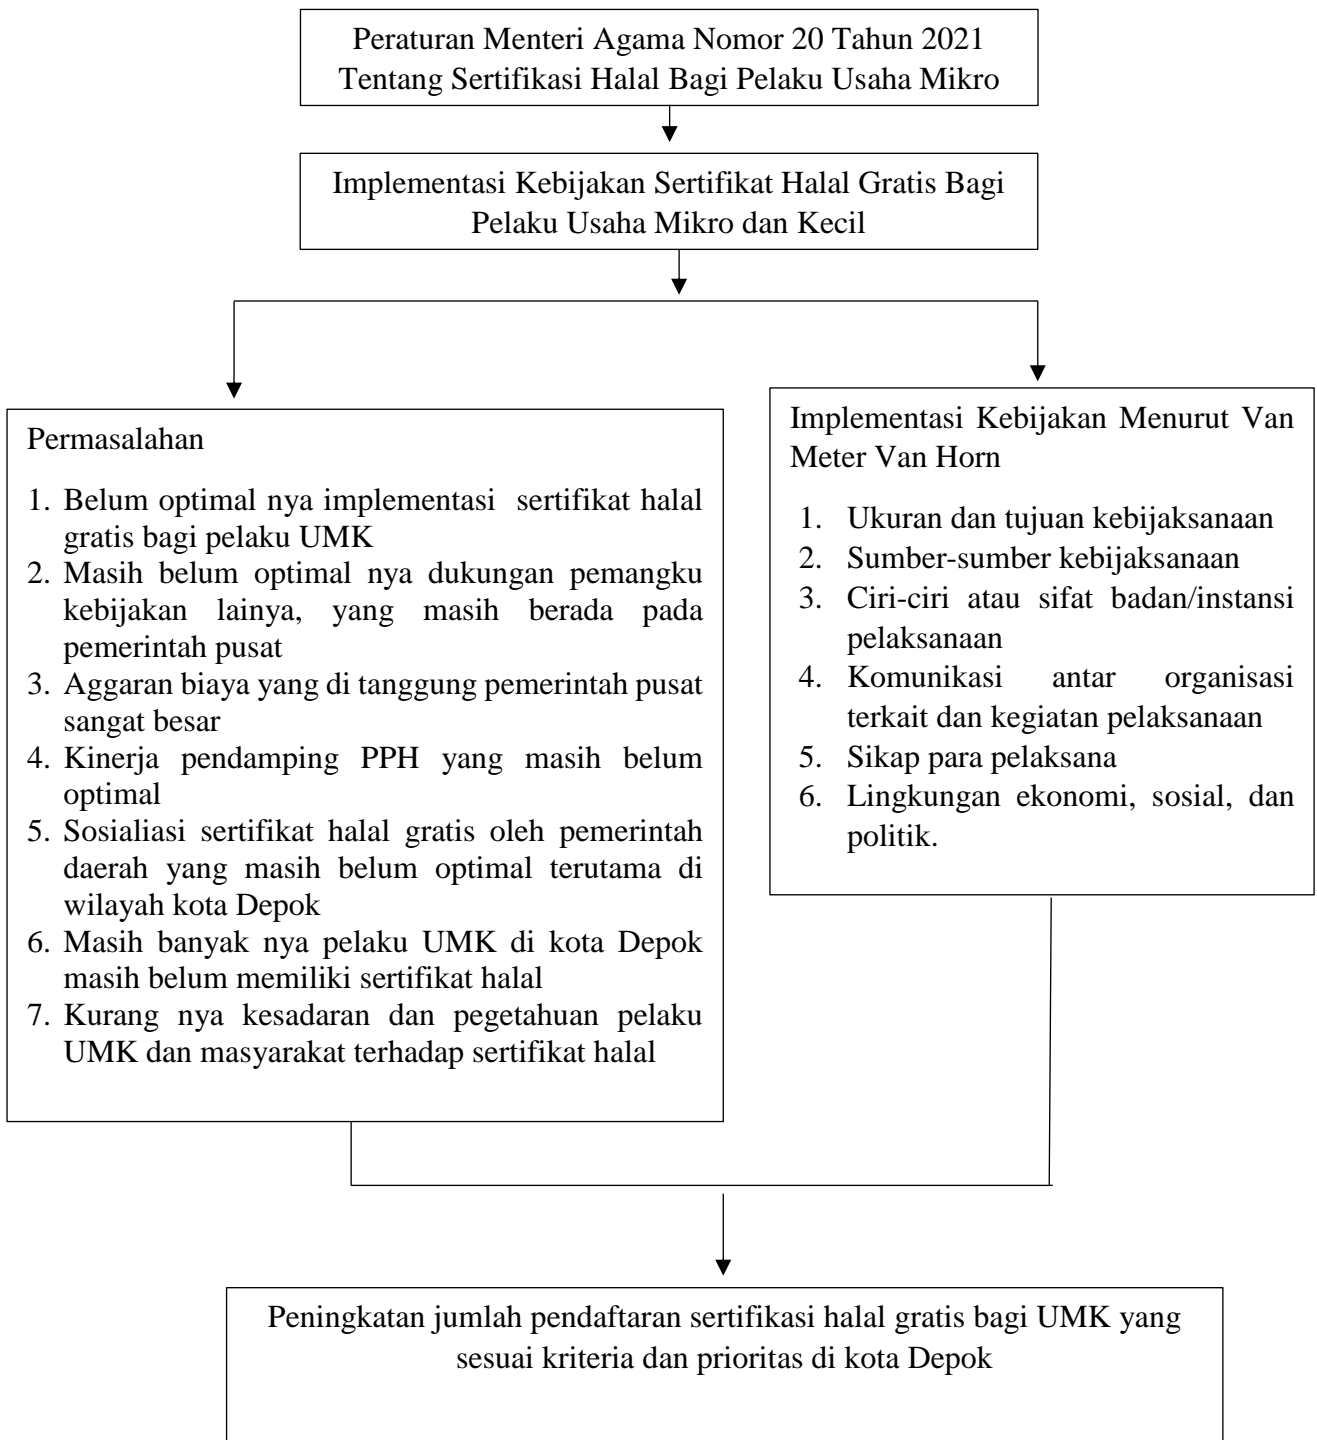 Peraturan Menteri Agama Nomor 20 Tahun 2021
Tentang Sertifikasi Halal Bagi Pelaku Usaha Mikro
Implementasi Kebijakan Sertifikat Halal Gratis Bagi
Pelaku Usaha Mikro dan Kecil
Permasalahan
1. Belum optimal nya implementasi sertifikat halal
gratis bagi pelaku UMK
2. Masih belum optimal nya dukungan pemangku
kebijakan lainya, yang masih berada pada
pemerintah pusat
3. Aggaran biaya yang di tanggung pemerintah pusat
sangat besar
4. Kinerja pendamping PPH yang masih belum
optimal
5. Sosialiasi sertifikat halal gratis oleh pemerintah
daerah yang masih belum optimal terutama di
wilayah kota Depok
6. Masih banyak nya pelaku UMK di kota Depok
masih belum memiliki sertifikat halal
7. Kurang nya kesadaran dan pegetahuan pelaku
UMK dan masyarakat terhadap sertifikat halal
Implementasi Kebijakan Menurut Van
Meter Van Horn
1. Ukuran dan tujuan kebijaksanaan
2. Sumber-sumber kebijaksanaan
3. Ciri-ciri atau sifat badan/instansi
pelaksanaan
4. Komunikasi antar organisasi
terkait dan kegiatan pelaksanaan
5. Sikap para pelaksana
6. Lingkungan ekonomi, sosial, dan
politik.
Peningkatan jumlah pendaftaran sertifikasi halal gratis bagi UMK yang
sesuai kriteria dan prioritas di kota Depok